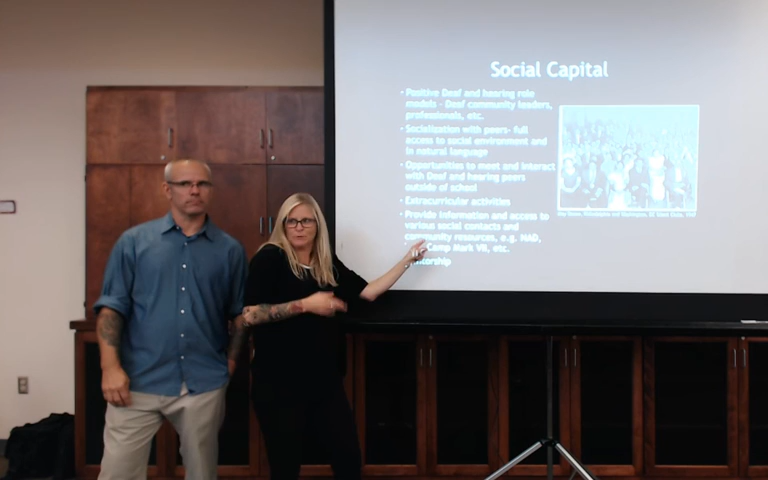 Social Capital
• Positive Deaf and hearing role
models - Deaf community leaders,
professionals, etc.
• Socialization with peers- full
access to social environment and
in natural language
• Opportunities to meet and interact
with Deaf and hearing peers
outside of school
• Extracurricular activities
• Provide information and access to
various social contacts and
community resources, e.g. NAD,
Camp Mark VII, etc.